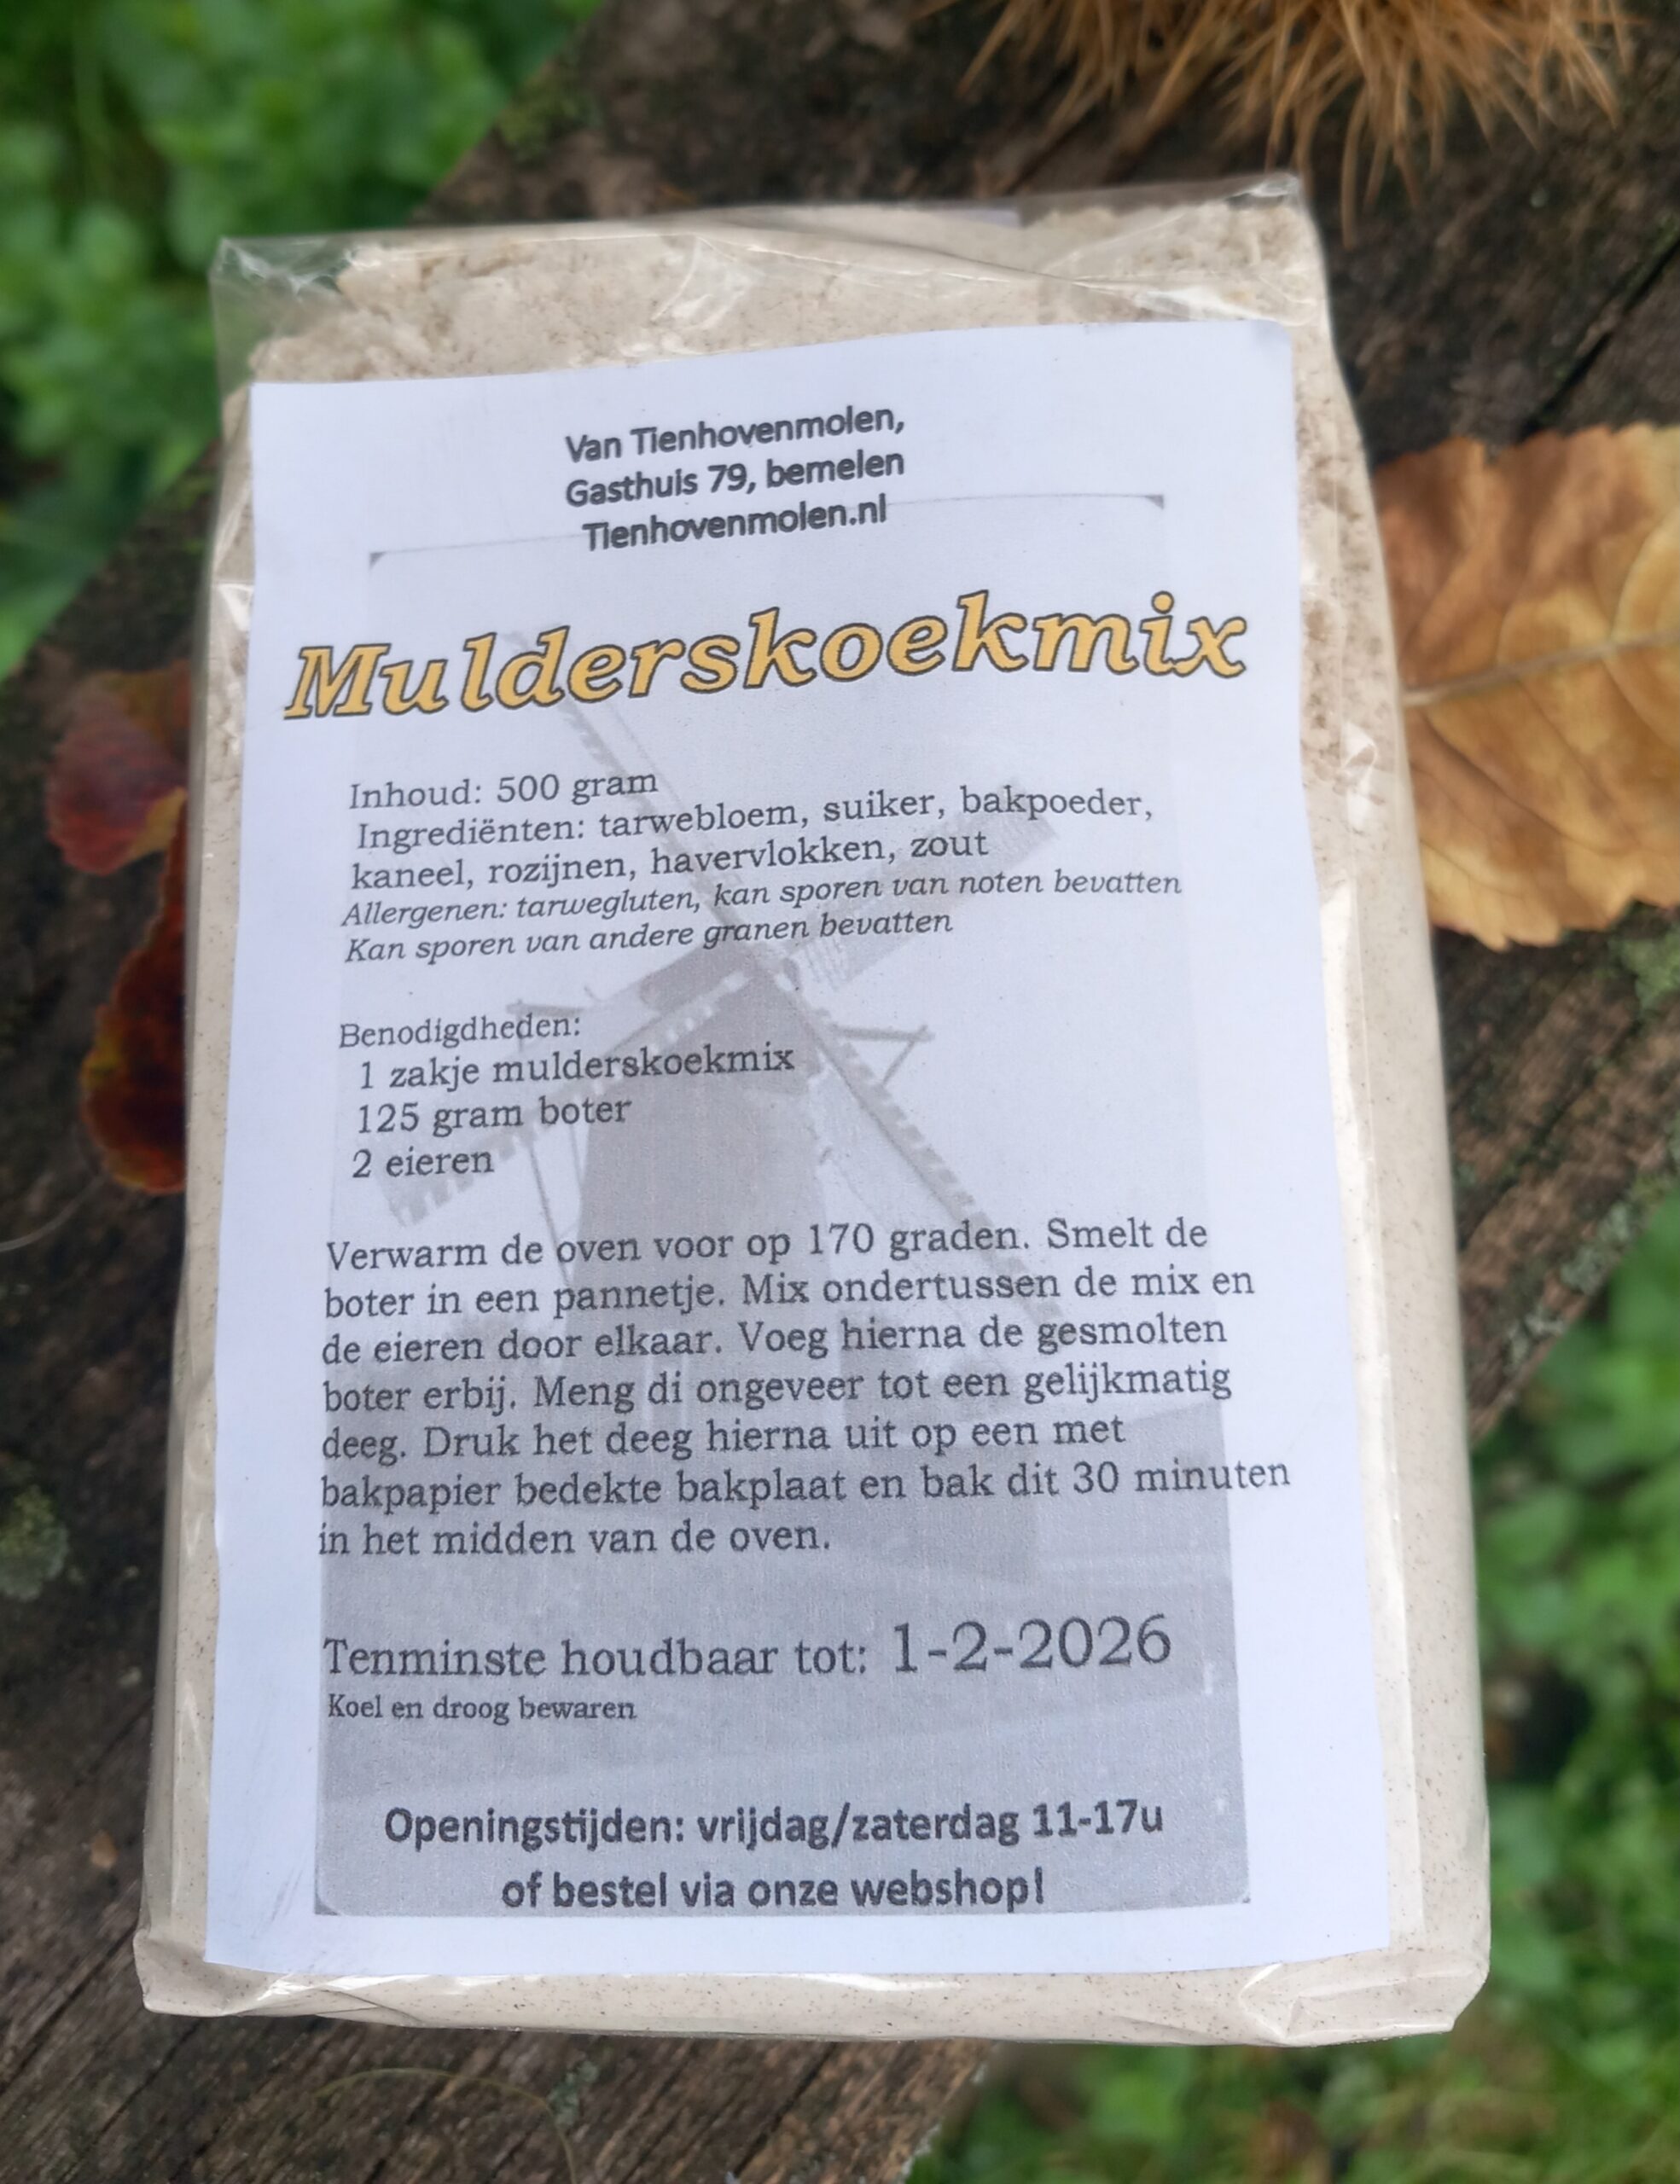 Van Tienhovenmolen,
Gasthuis 79, bemelen
Tienhovenmolen.nl
Mulderskoekmix
Inhoud: 500 gram
Ingrediënten: tarwebloem, suiker, bakpoeder,
kaneel, rozijnen, havervlokken, zout
Allergenen: tarwegluten, kan sporen van noten bevatten
Kan sporen van andere granen bevatten
Benodigdheden:
1 zakje mulderskoekmix
125 gram boter
2 eieren
Verwarm de oven voor op 170 graden. Smelt de
boter in een pannetje. Mix ondertussen de mix en
de eieren door elkaar. Voeg hierna de gesmolten
boter erbij. Meng di ongeveer tot een gelijkmatig
deeg. Druk het deeg hierna uit op een met
bakpapier bedekte bakplaat en bak dit 30 minuten
in het midden van de oven.
Tenminste houdbaar tot: 1-2-2026
Koel en droog bewaren
Openingstijden: vrijdag/zaterdag 11-17u
of bestel via onze webshop!